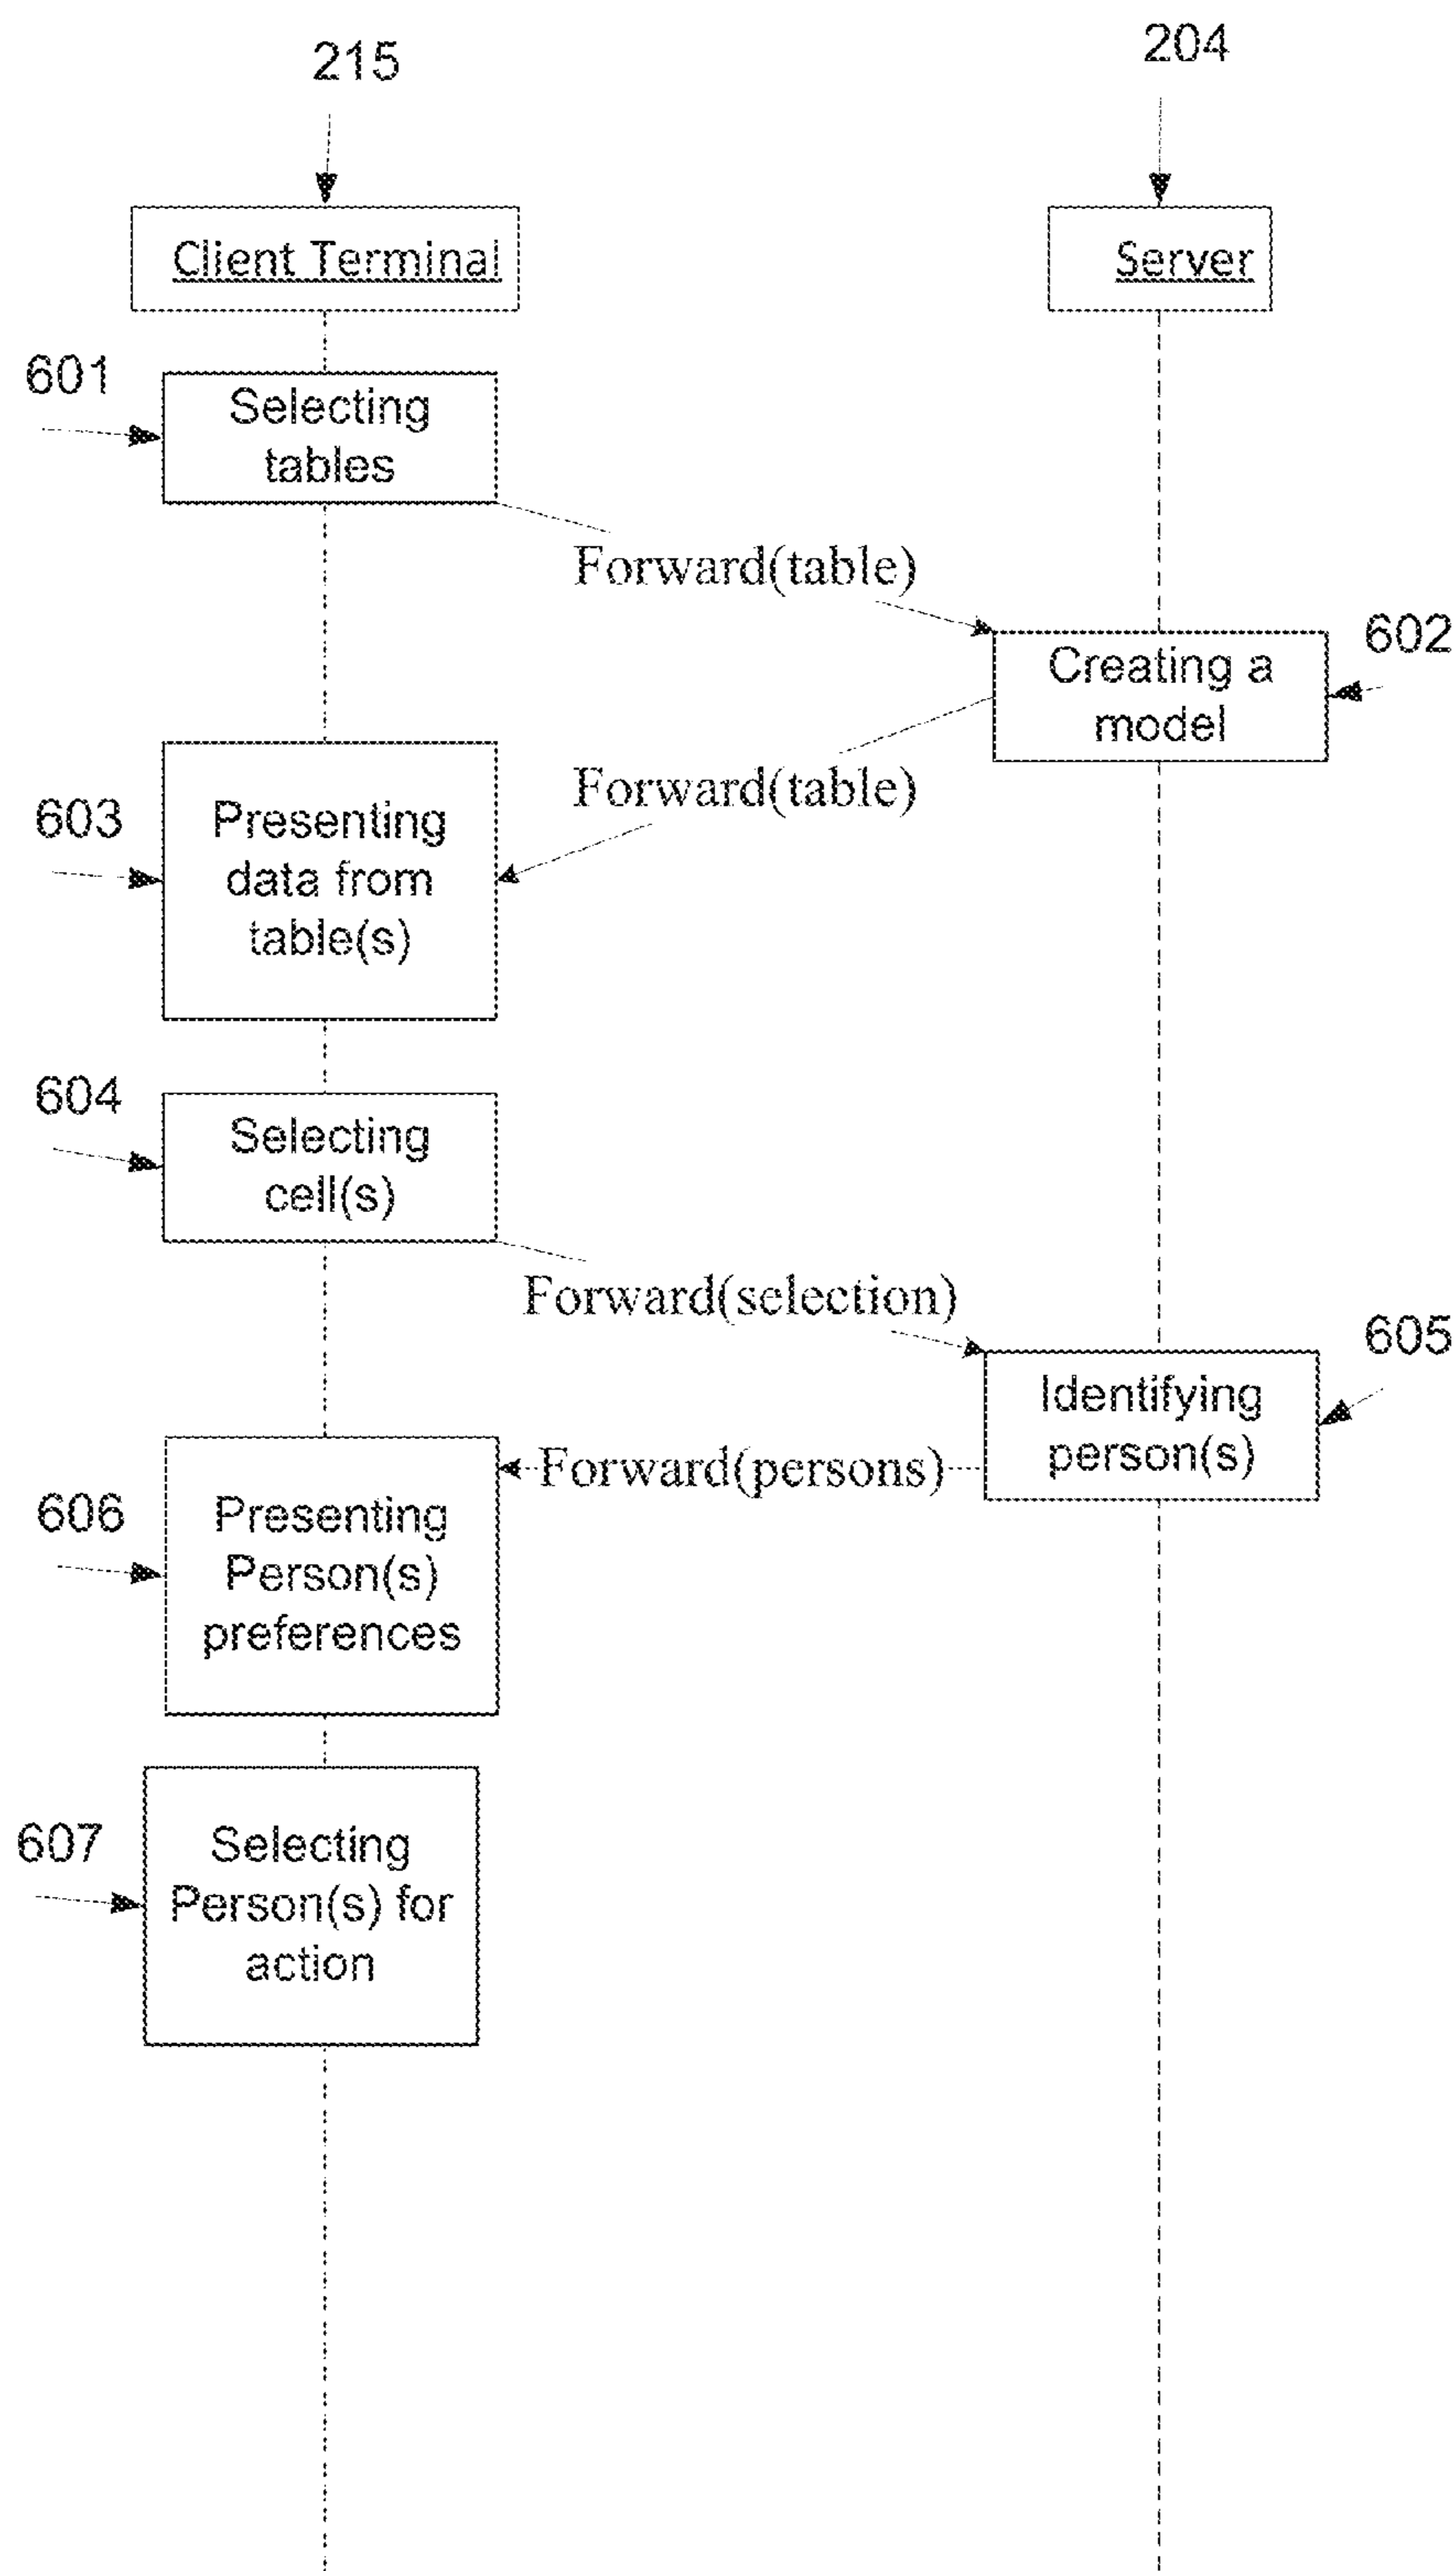 215
204
Client Terminal
Server
601
Selecting
tables
Forward(table)
602
Creating a
model
Forward(table)
603
Presenting
data from
table(s)
604
Selecting
cell(s)
Forward(selection)
605
Identifying
person(s)
Forward(persons)
606
Presenting
Person(s)
preferences
607
Selecting
Person(s) for
action